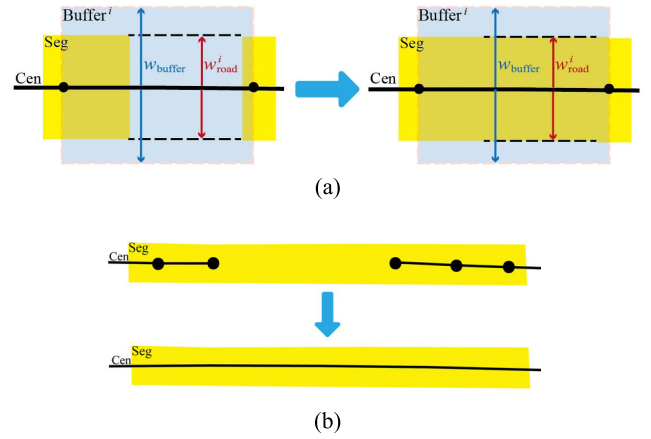 Buffer^i
Seg
Cen
w_buffer
w^i_road
Buffer^i
Seg
Cen
w_buffer
w^i_road
(a)
Cen
Seg
Cen
Seg
(b)